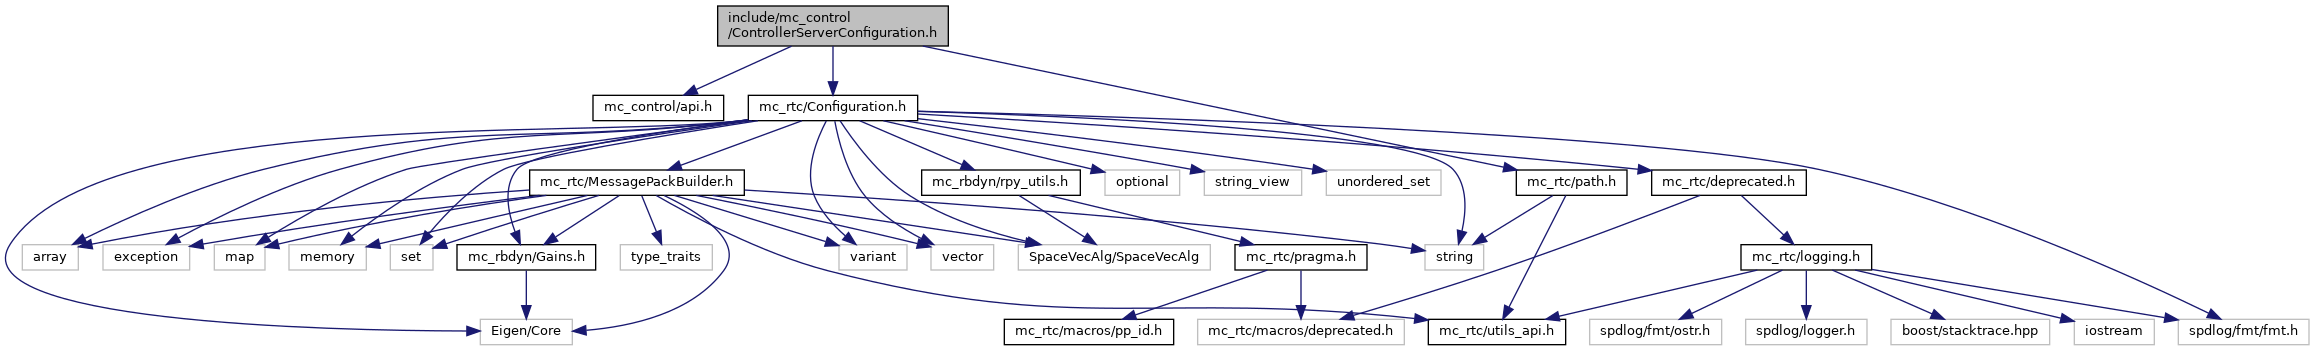 include/mc_control
/ControllerServerConfiguration.h
mc_control/api.h
mc_rtc/Configuration.h
mc_rtc/MessagePackBuilder.h
mc_rbdyn/rpy_utils.h
optional
string_view
unordered_set
mc_rtc/path.h
mc_rtc/deprecated.h
array
exception
map
memory
set
mc_rbdyn/Gains.h
type_traits
variant
vector
SpaceVecAlg/SpaceVecAlg
mc_rtc/pragma.h
string
mc_rtc/logging.h
Eigen/Core
mc_rtc/macros/pp_id.h
mc_rtc/macros/deprecated.h
mc_rtc/utils_api.h
spdlog/fmt/ostr.h
spdlog/logger.h
boost/stacktrace.hpp
iostream
spdlog/fmt/fmt.h